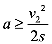 a ≥ v₂² / 2s